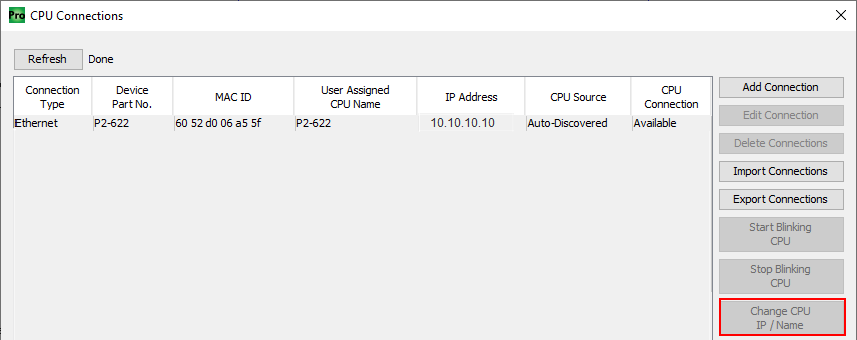 Pro CPU Connections
Refresh Done
Connection Type Device Part No. MAC ID User Assigned CPU Name IP Address CPU Source CPU Connection
Ethernet P2-622 60 52 d0 06 a5 5f P2-622 10.10.10.10 Auto-Discovered Available
Add Connection
Edit Connection
Delete Connections
Import Connections
Export Connections
Start Blinking
CPU
Stop Blinking
CPU
Change CPU
IP / Name